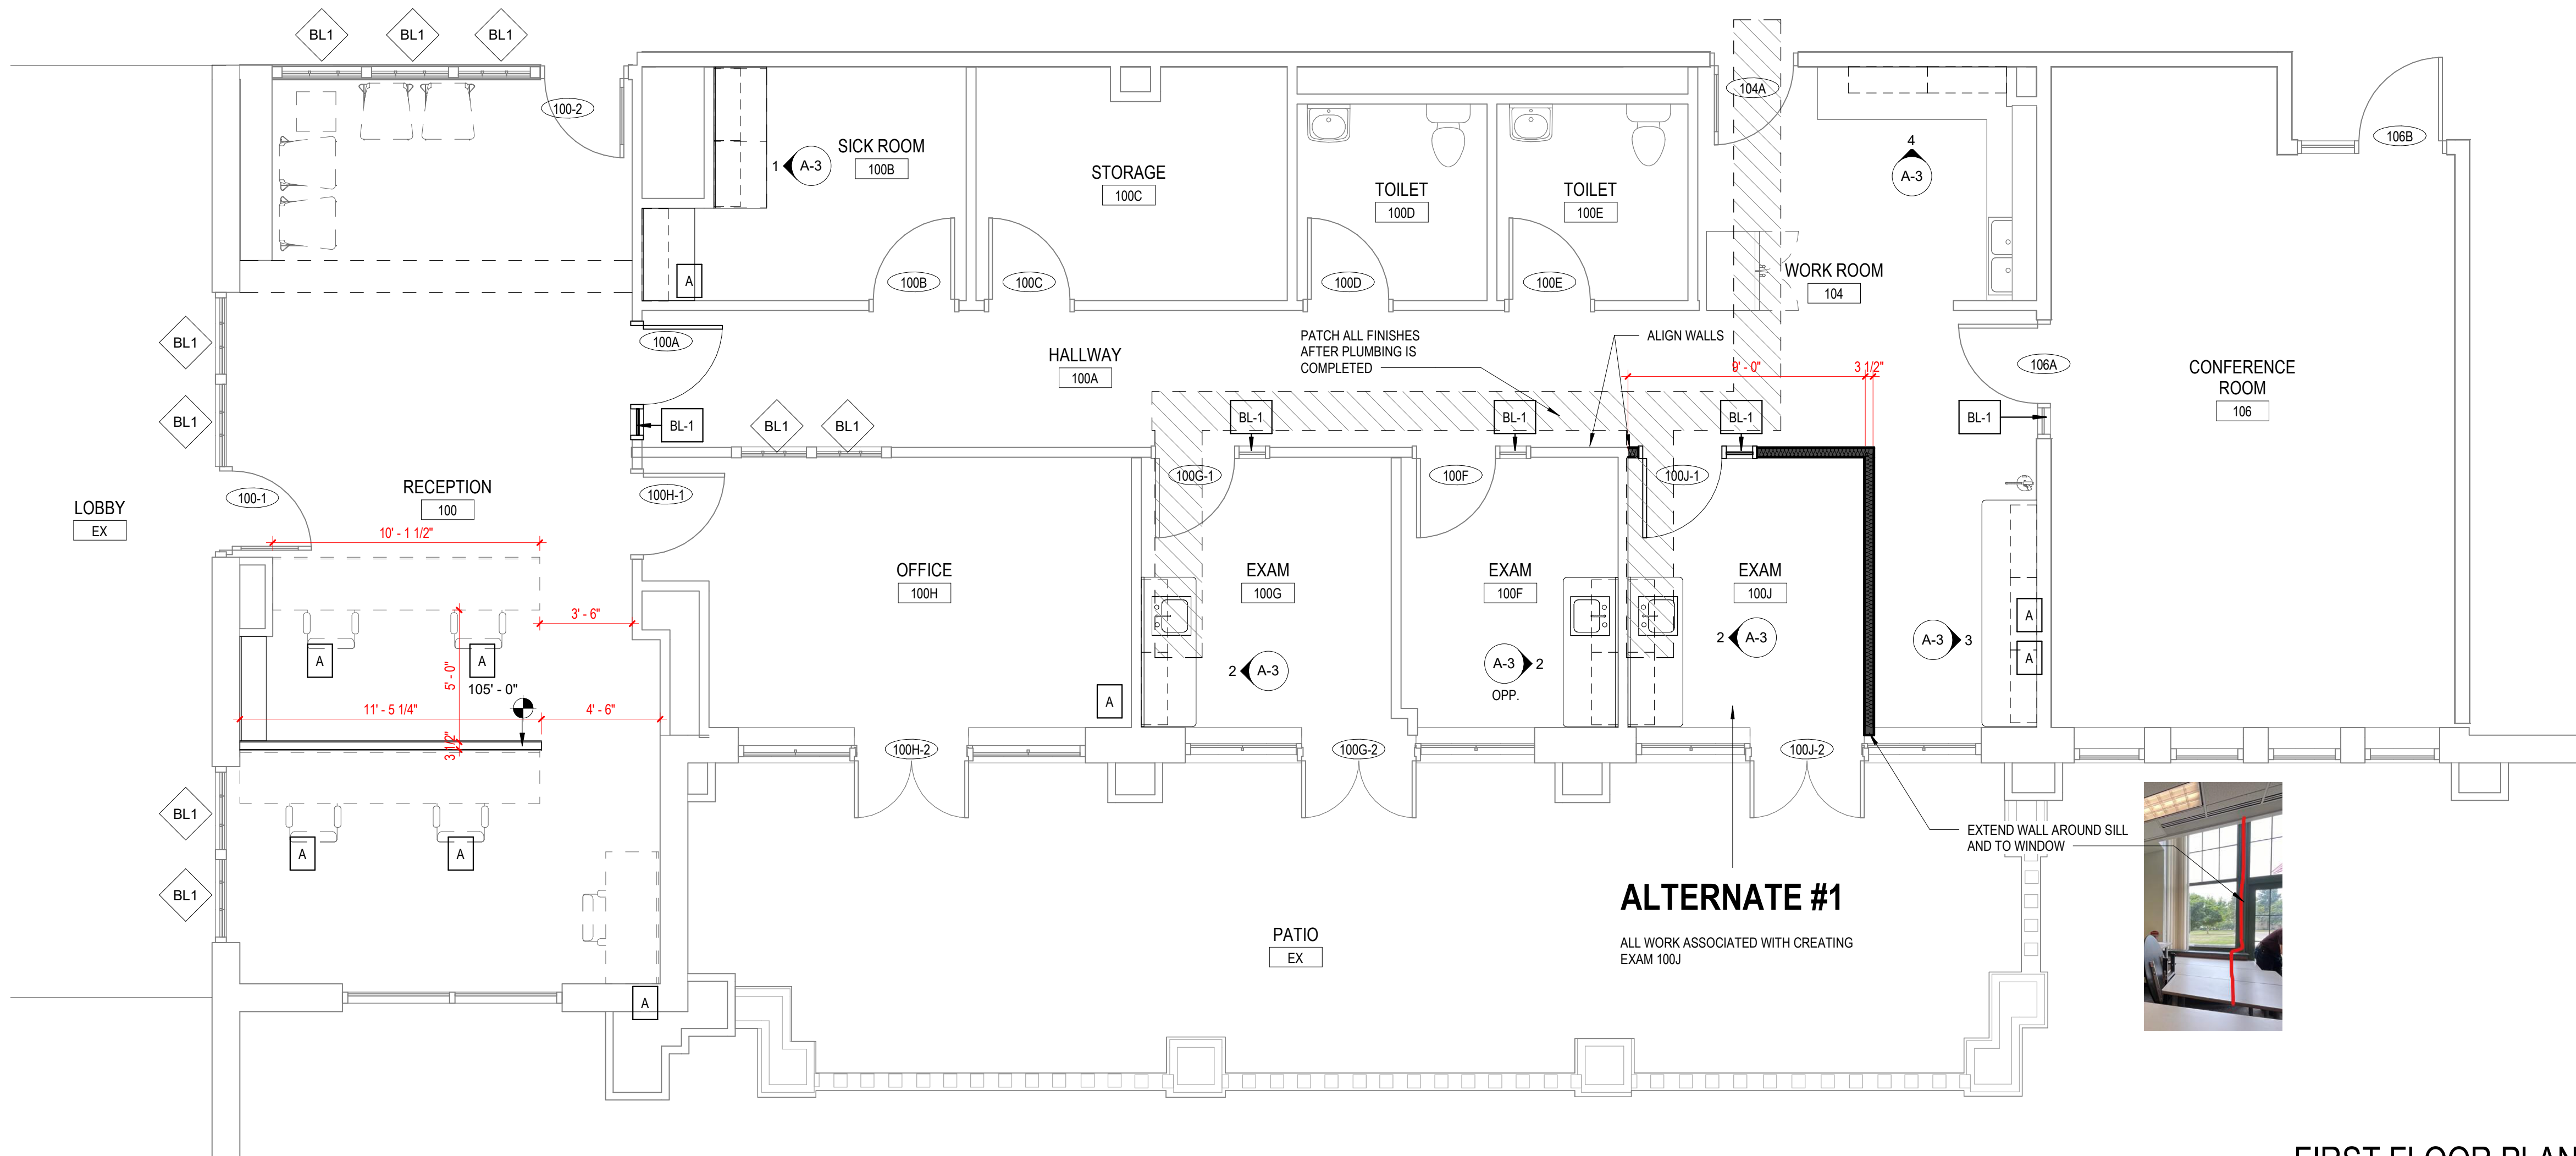 BL1
BL1
BL1
100-2
104A
106B
1
A-3
SICK ROOM
100B
STORAGE
100C
TOILET
100D
TOILET
100E
4
A-3
WORK ROOM
104
A
100B
100C
100D
100E
BL1
BL1
100A
HALLWAY
100A
PATCH ALL FINISHES
AFTER PLUMBING IS
COMPLETED
ALIGN WALLS
9' - 0"
3 1/2"
106A
CONFERENCE
ROOM
106
BL-1
BL1
BL1
BL-1
BL-1
BL-1
BL-1
LOBBY
EX
100-1
RECEPTION
100
100H-1
100G-1
100F
100J-1
10' - 1 1/2"
3' - 6"
OFFICE
100H
EXAM
100G
EXAM
100F
EXAM
100J
A
A
5' - 0"
105' - 0"
11' - 5 1/4"
4' - 6"
3 1/2"
A
2
A-3
A-3
2
OPP.
2
A-3
A-3
3
A
A
100H-2
100G-2
100J-2
BL1
BL1
A
A
A
EXTEND WALL AROUND SILL
AND TO WINDOW
ALTERNATE #1
ALL WORK ASSOCIATED WITH CREATING
EXAM 100J
PATIO
EX
FIRST FLOOR PLAN